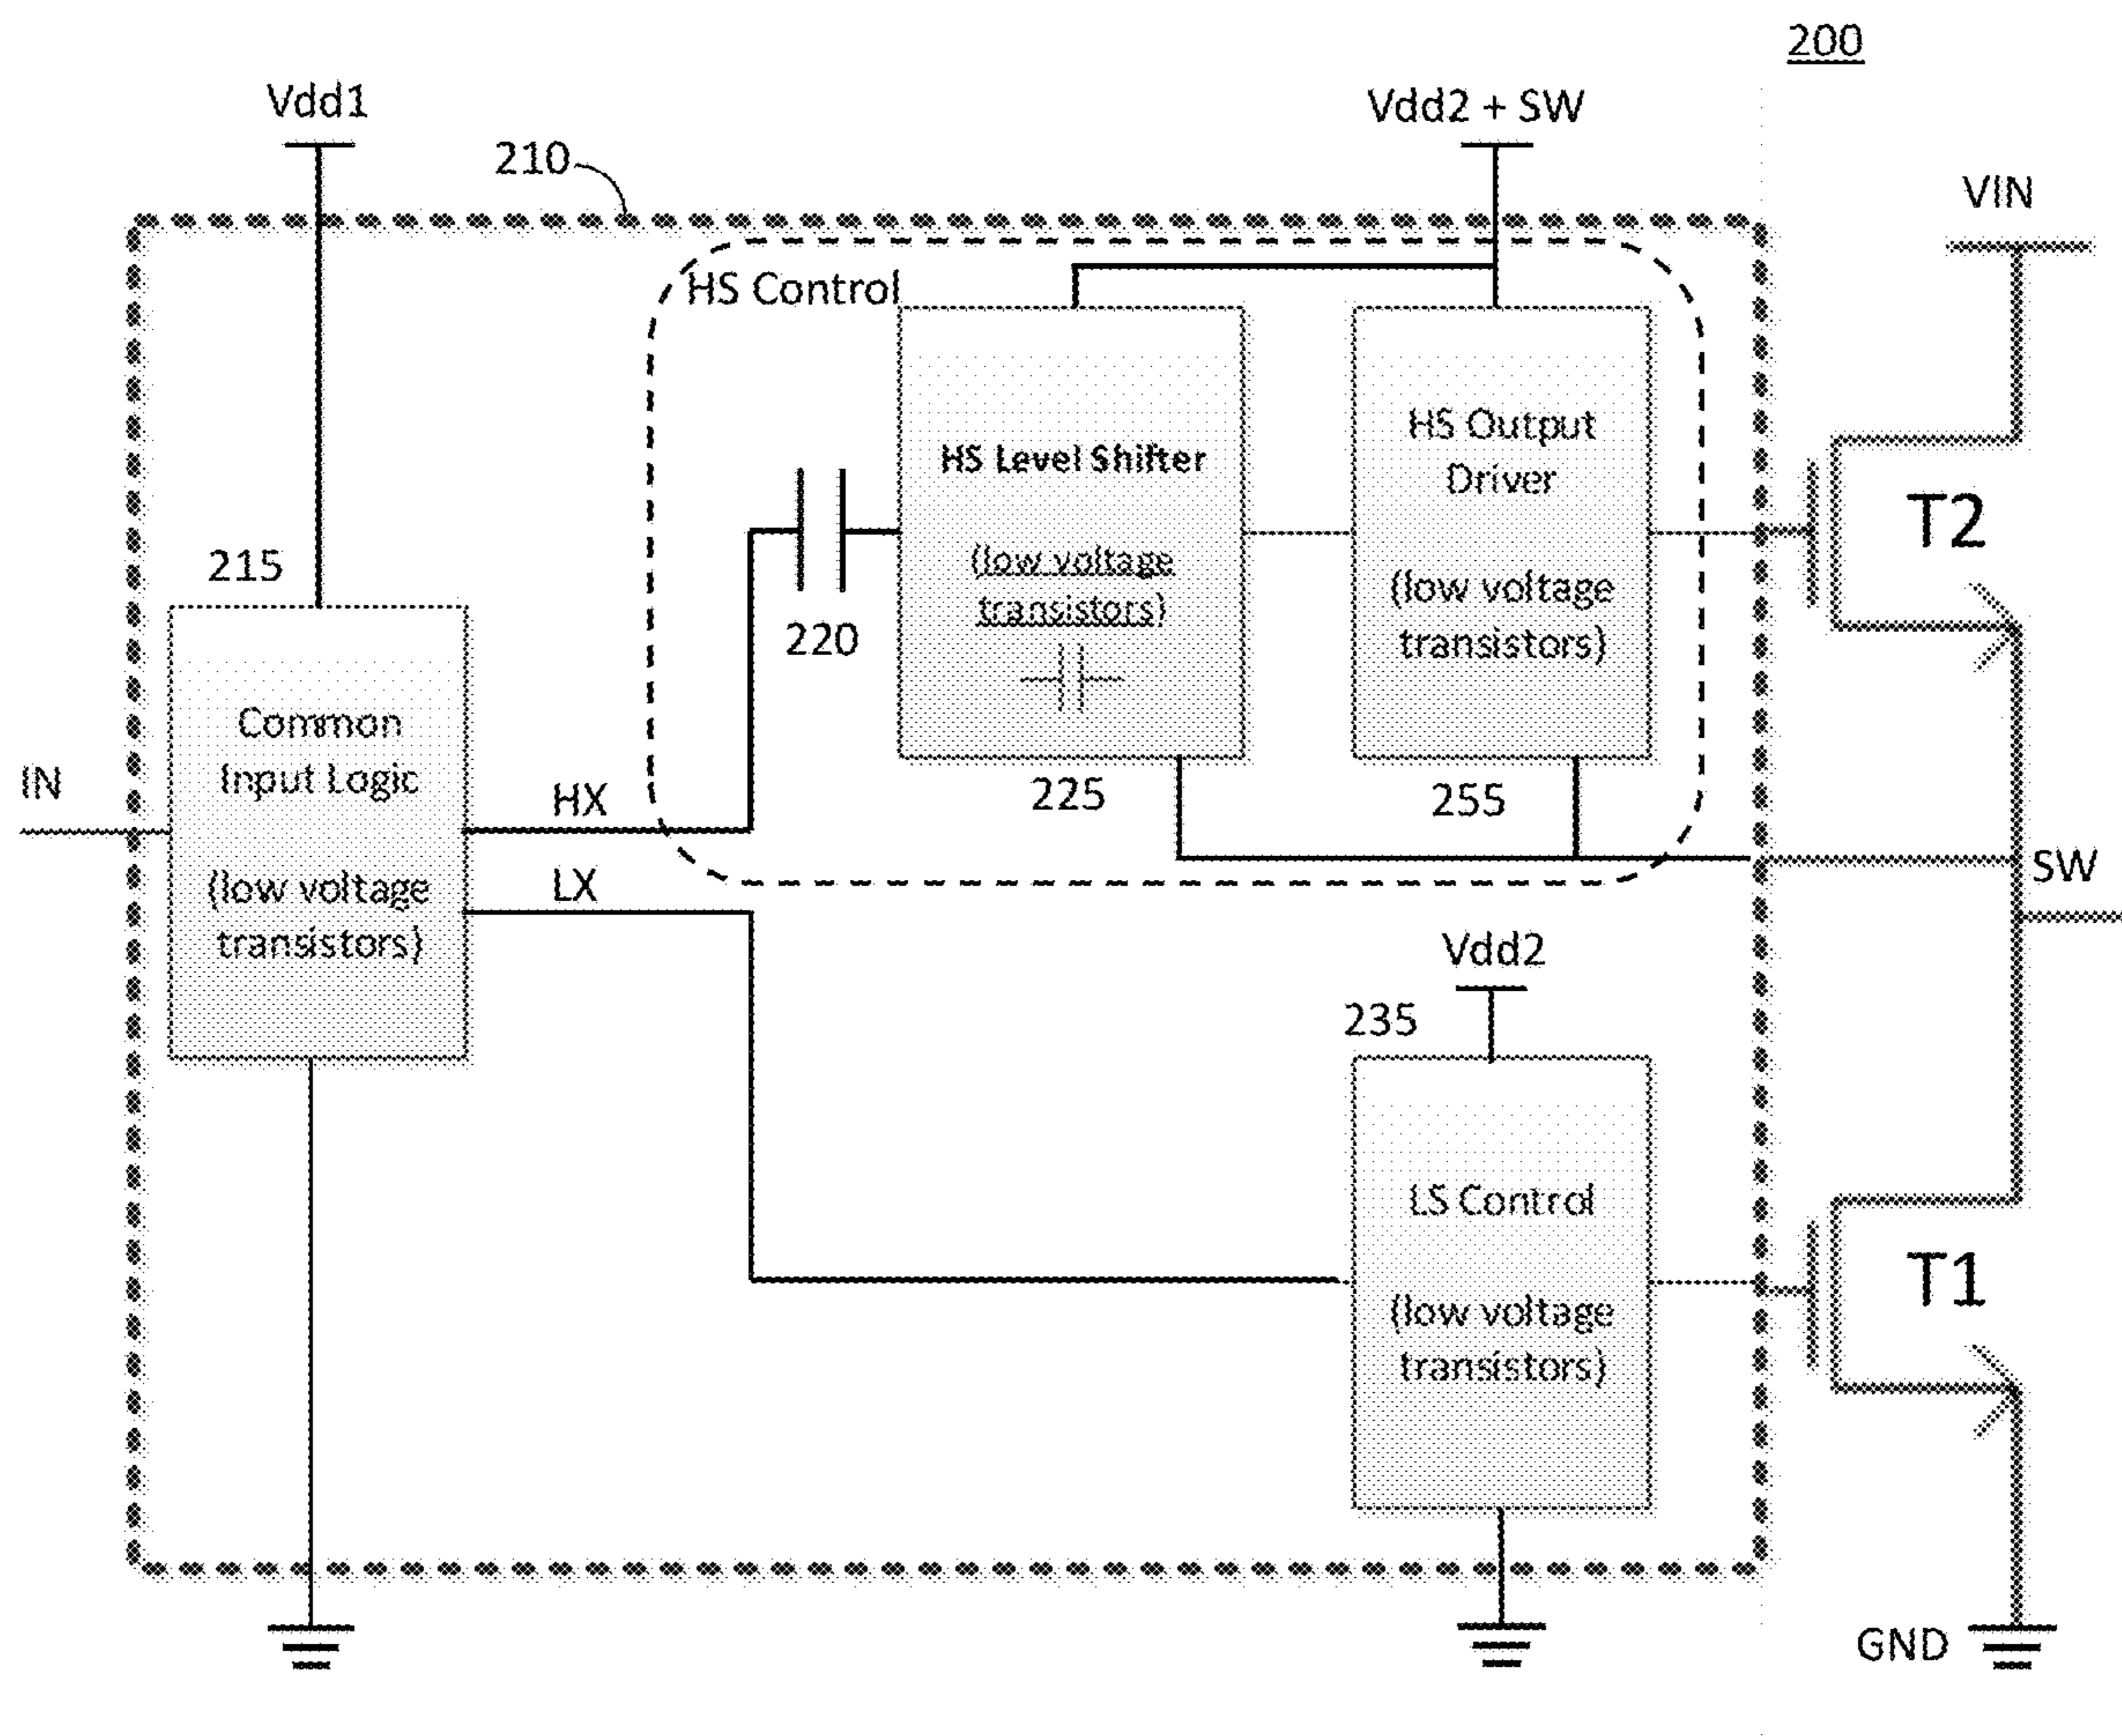 200
Vdd1
Vdd2 + SW
210
VIN
HS Control
HS Level Shifter
(low voltage
transistors)
HS Output
Driver
(low voltage
transistors)
T2
215
220
Common
Input Logic
(low voltage
transistors)
IN
HX
225
255
LX
SW
Vdd2
235
LS Control
(low voltage
transistors)
T1
GND